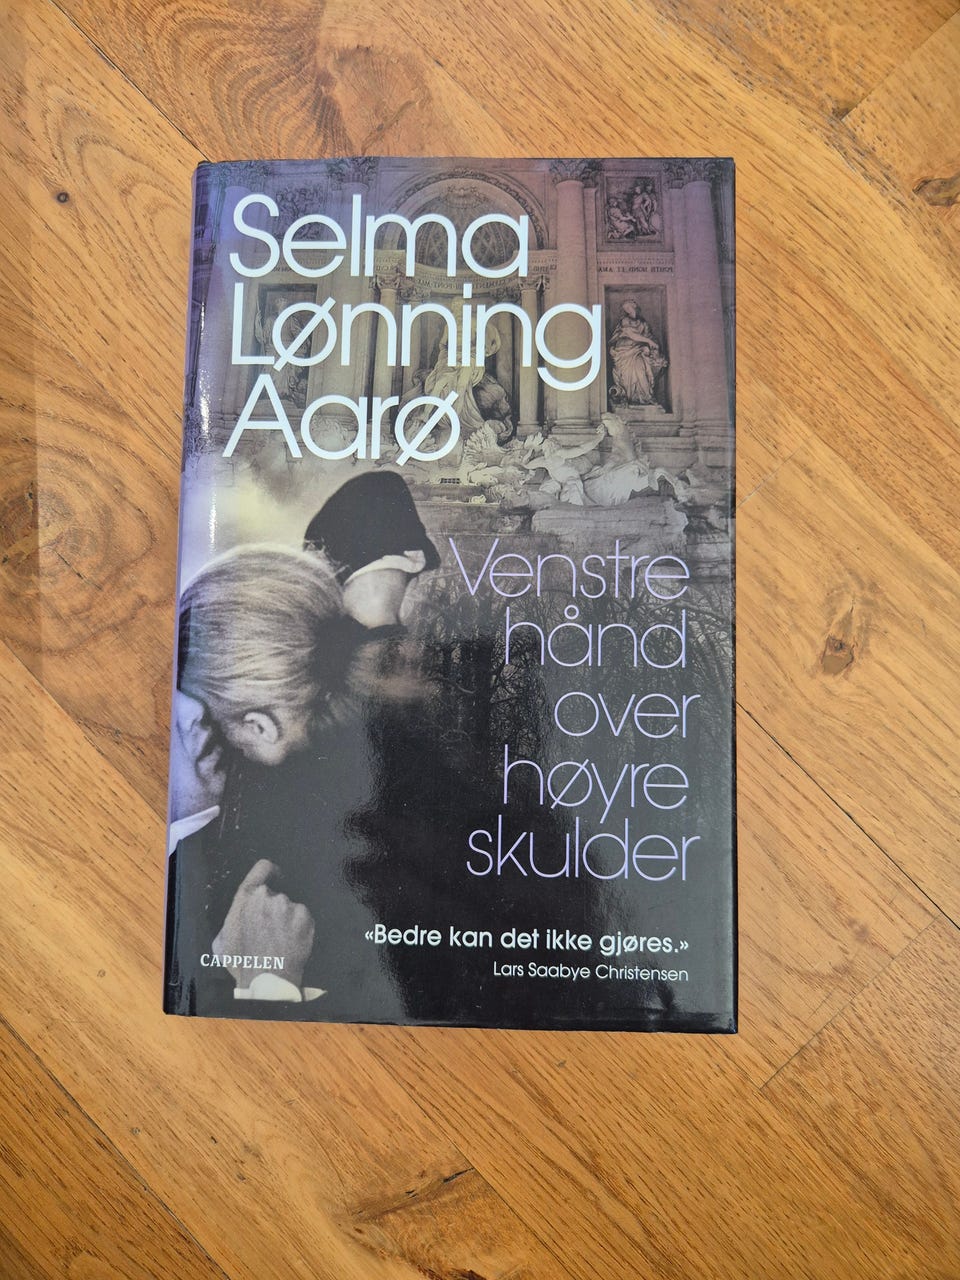 Selma
Lønning
Aarø
Venstre
hånd
over
høyre
skulder
«Bedre kan det ikke gjøres.»
Lars Saabye Christensen
CAPPELEN